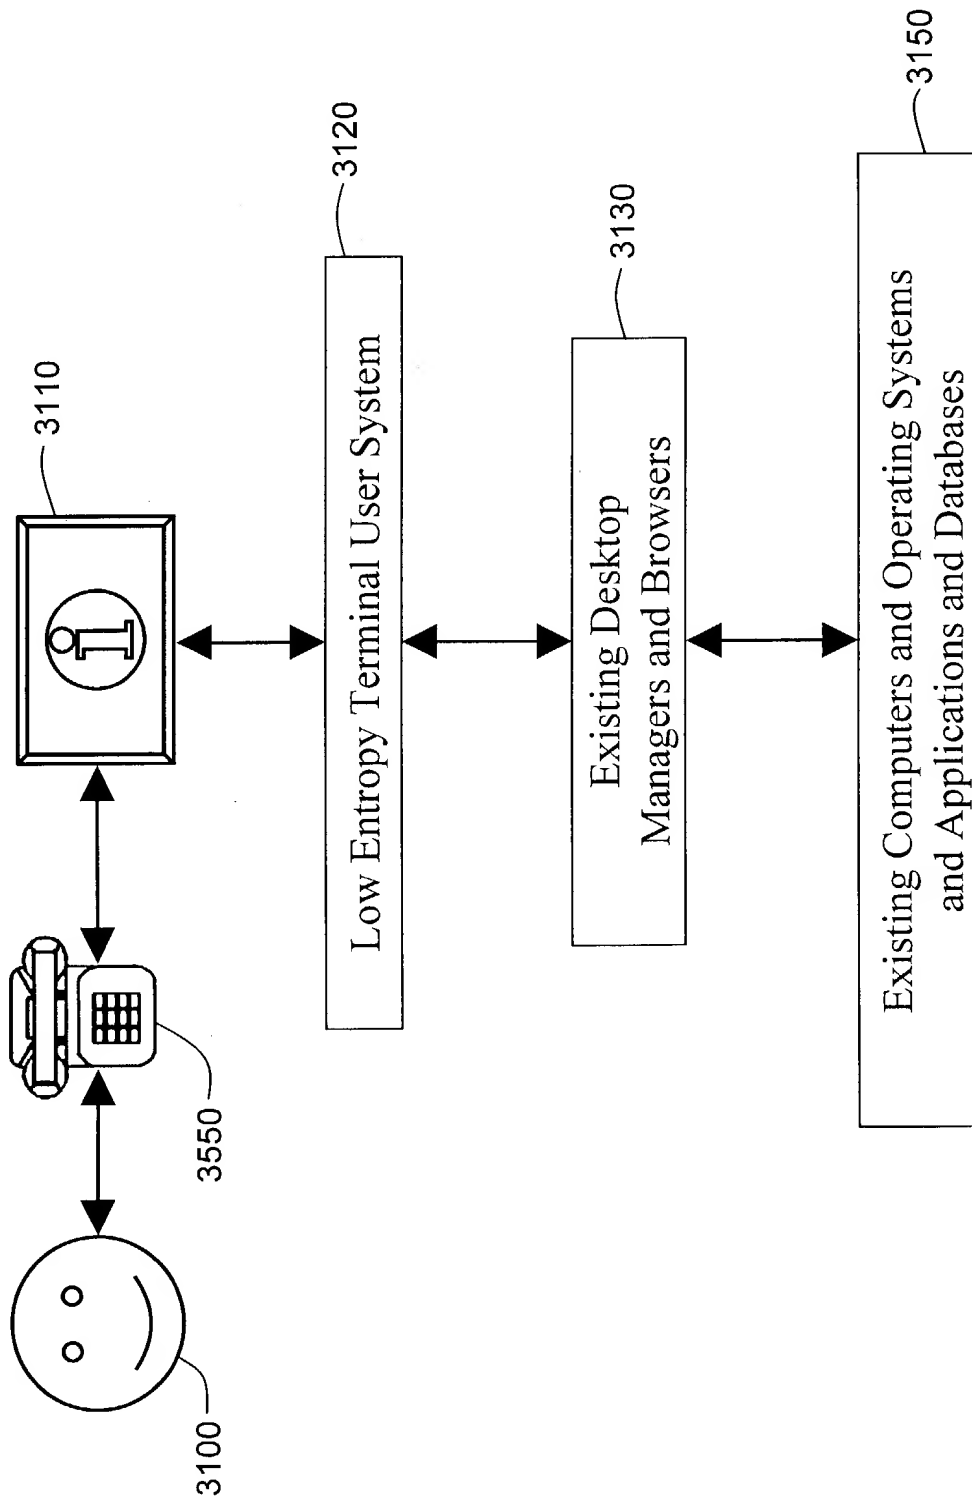 3100
3550
3110
Low Entropy Terminal User System
3120
Existing Desktop
Managers and Browsers
3130
Existing Computers and Operating Systems
and Applications and Databases
3150